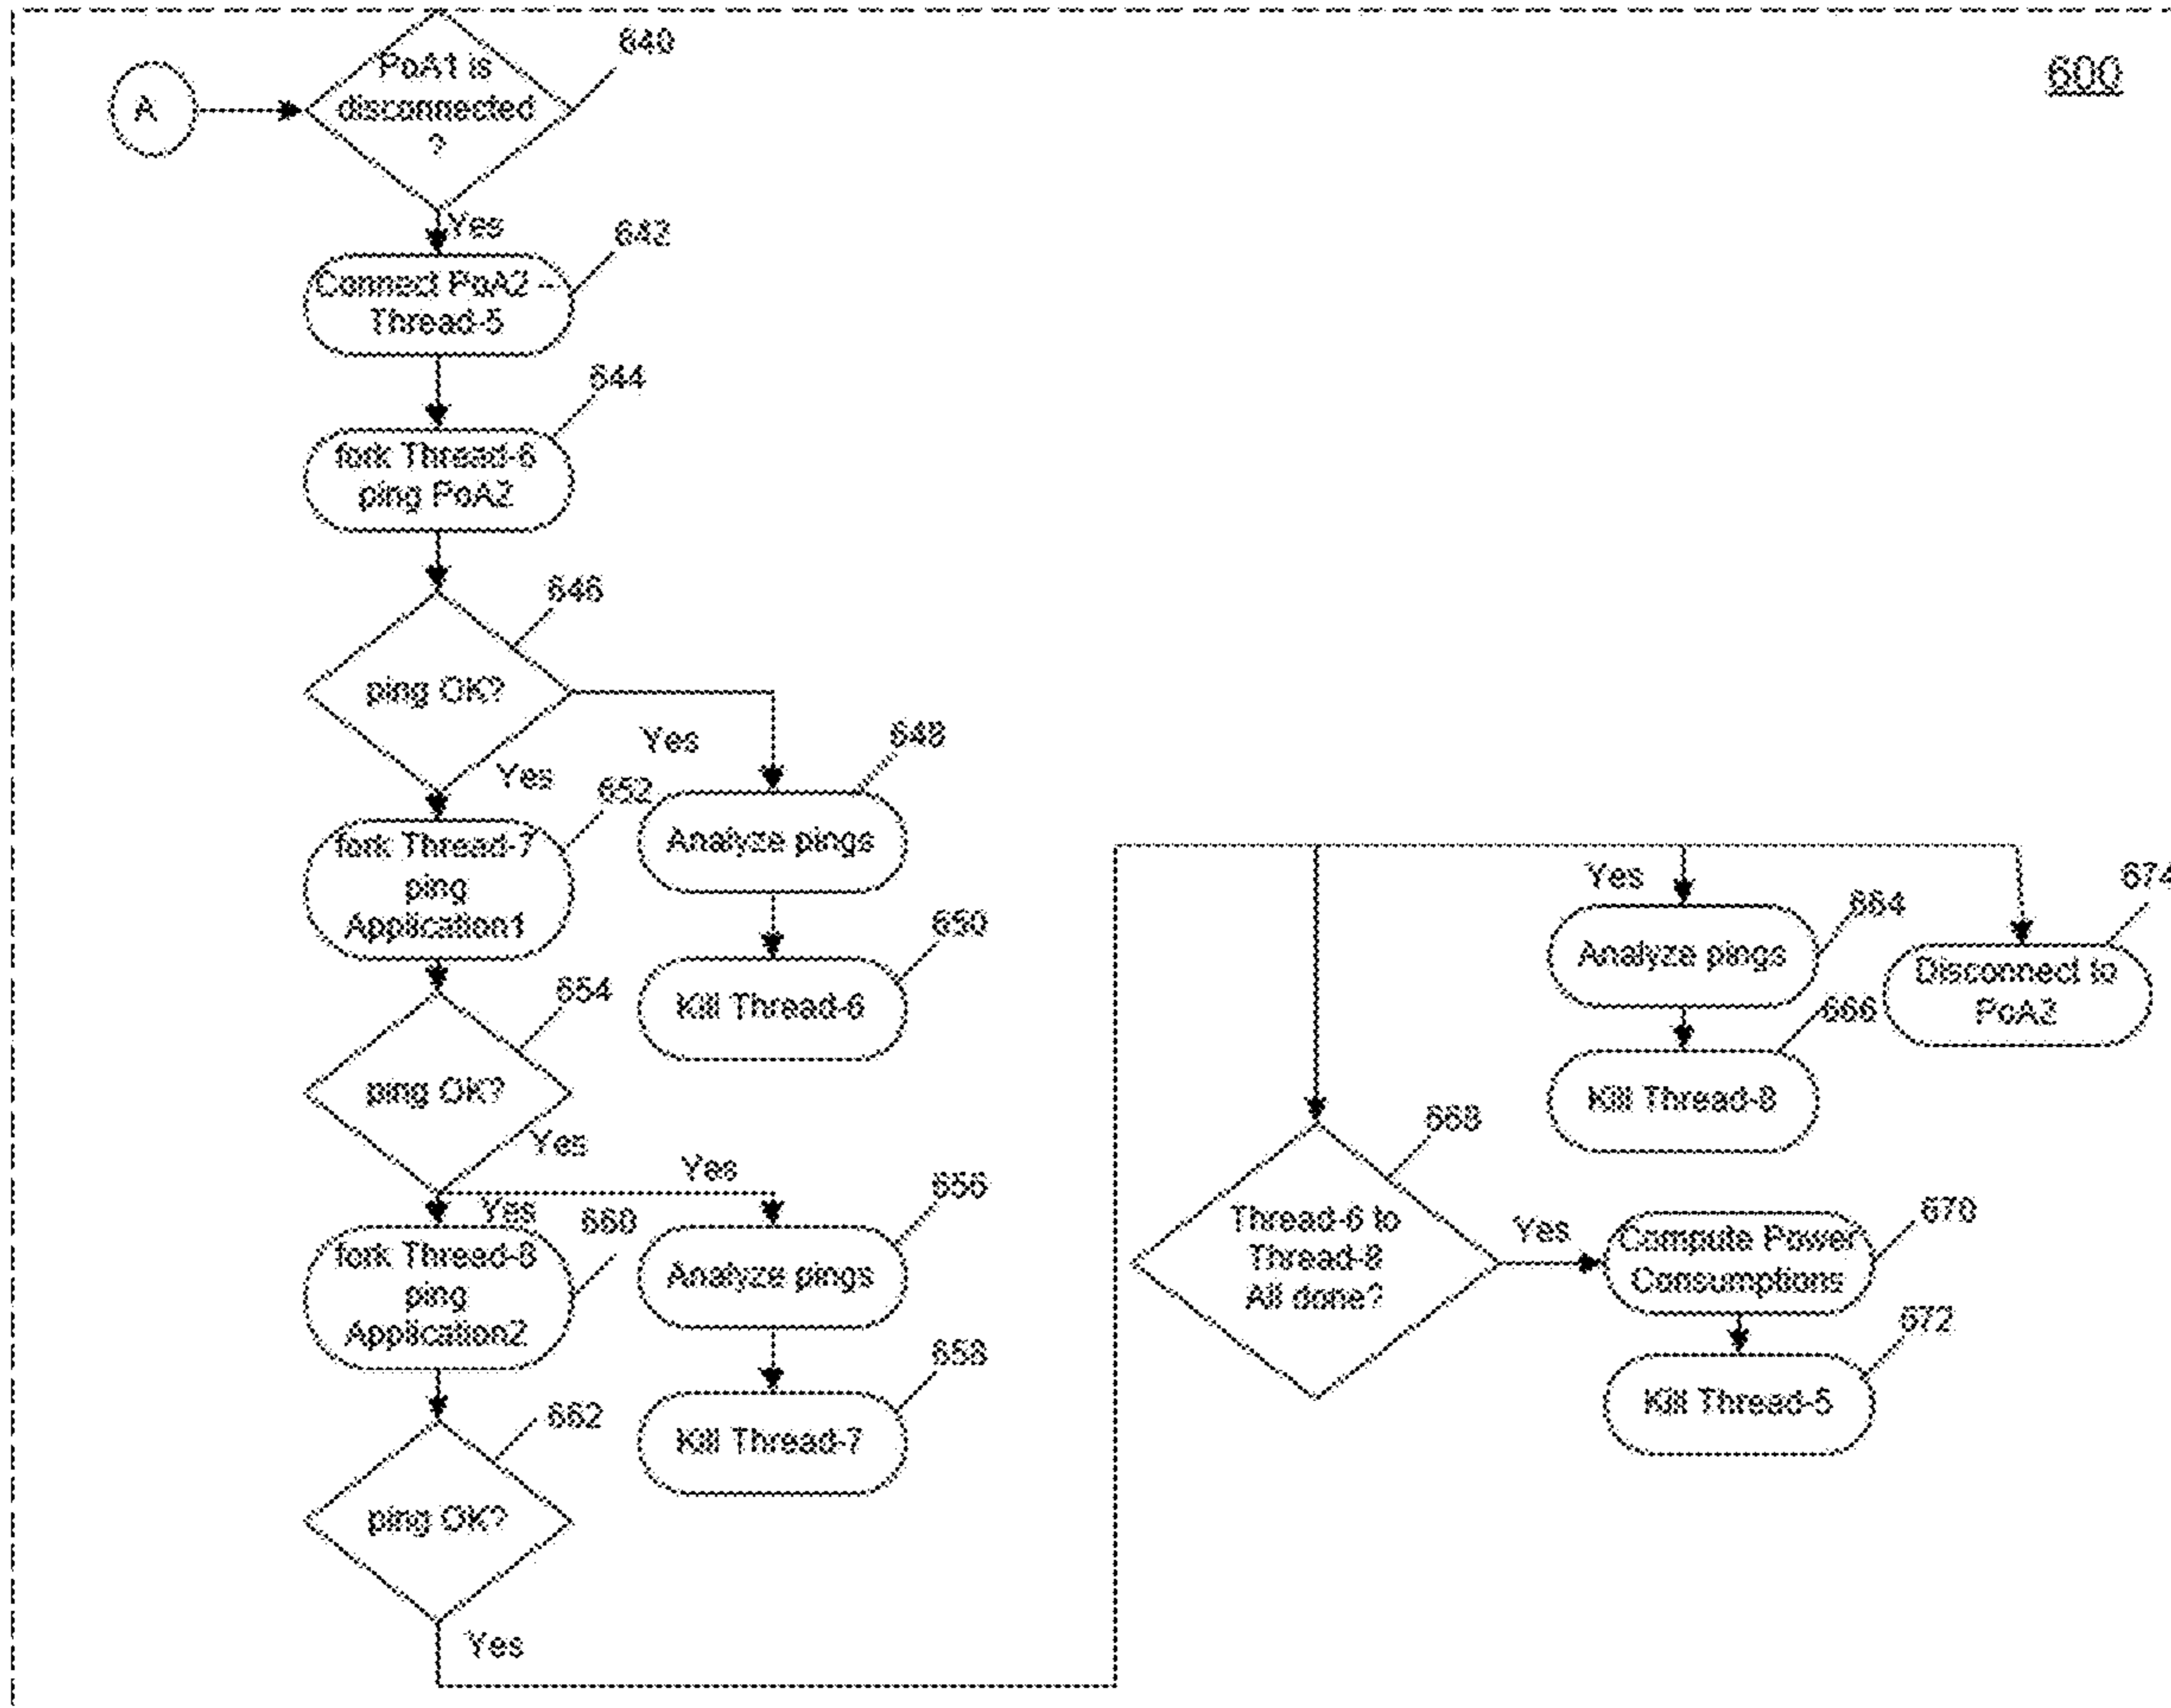 600
A
PoA1 is
disconnected
?
640
Yes
Connect PoA2 --
Thread-5
642
fork Thread-6
ping PoA2
644
ping OK?
646
Yes
Yes
Analyze pings
648
Kill Thread-6
650
fork Thread-7
ping
Application1
652
ping OK?
654
Yes
Yes
Yes
Analyze pings
656
Kill Thread-7
658
fork Thread-8
ping
Application2
660
ping OK?
662
Yes
Yes
Analyze pings
664
Kill Thread-8
666
Disconnect to
PoA2
674
Thread-6 to
Thread-8
All done?
668
Yes
Compute Power
Consumptions
670
Kill Thread-5
672